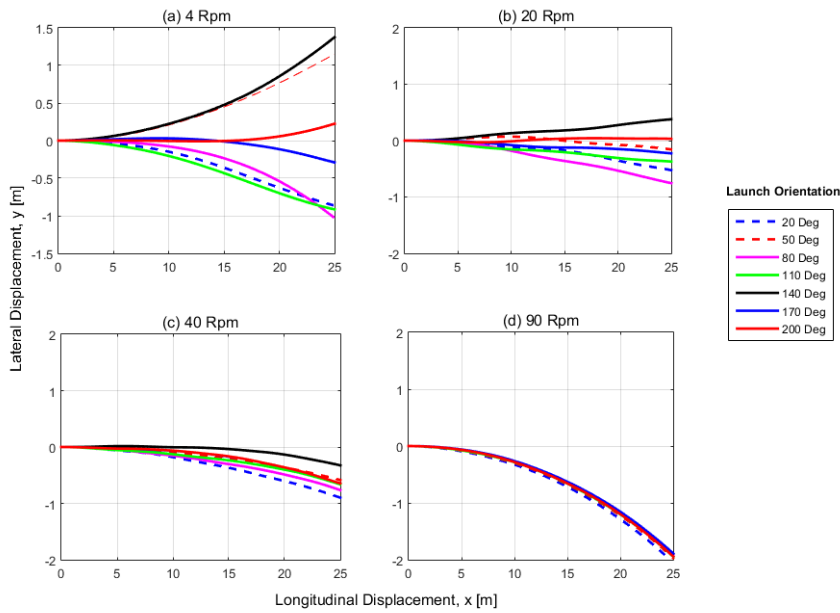 (a) 4 Rpm
1.5
1
0.5
0
-0.5
-1
-1.5
0 5 10 15 20 25
(b) 20 Rpm
2
1
0
-1
-2
0 5 10 15 20 25
(c) 40 Rpm
2
1
0
-1
-2
0 5 10 15 20 25
(d) 90 Rpm
2
1
0
-1
-2
0 5 10 15 20 25
Lateral Displacement, y [m]
Longitudinal Displacement, x [m]
Launch Orientation
20 Deg
50 Deg
80 Deg
110 Deg
140 Deg
170 Deg
200 Deg